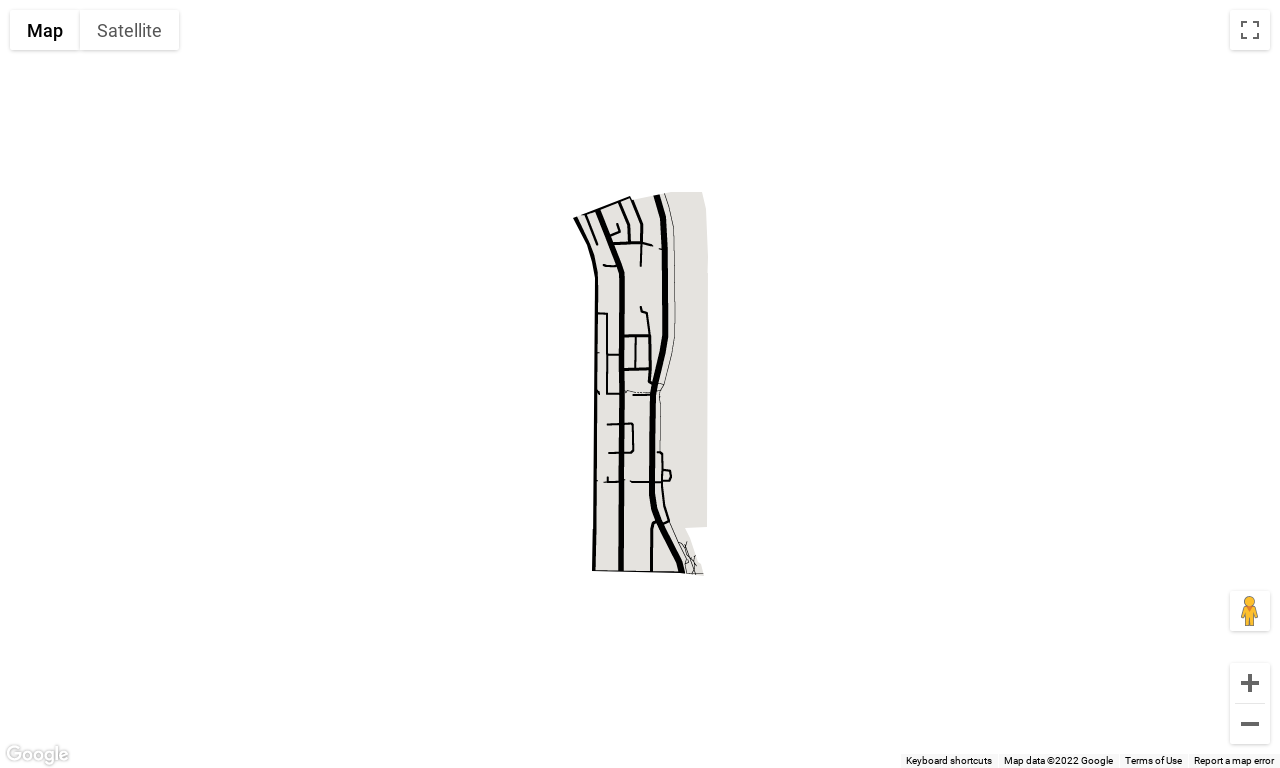 Map Satellite
Google
Keyboard shortcuts Map data ©2022 Google Terms of Use Report a map error